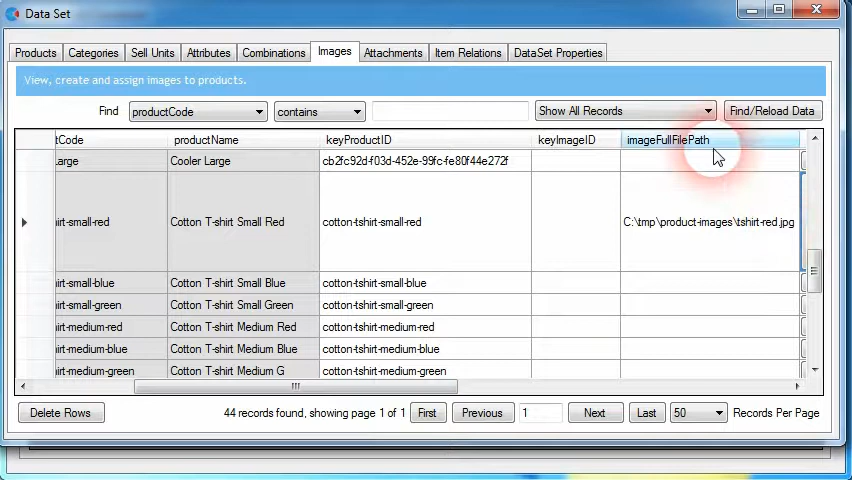 Data Set
Products Categories Sell Units Attributes Combinations Images Attachments Item Relations DataSet Properties
View, create and assign images to products.
Find productCode contains Show All Records Find/Reload Data
tCode productName keyProductID keyImageID imageFullFilePath
arge Cooler Large cb2fc92d-f03d-452e-99fc-fe80f44e272f
irt-small-red Cotton T-shirt Small Red cotton-tshirt-small-red C:\tmp\product-images\tshirt-red.jpg
irt-small-blue Cotton T-shirt Small Blue cotton-tshirt-small-blue
irt-small-green Cotton T-shirt Small Green cotton-tshirt-small-green
irt-medium-red Cotton T-shirt Medium Red cotton-tshirt-medium-red
irt-medium-blue Cotton T-shirt Medium Blue cotton-tshirt-medium-blue
irt-medium-green Cotton T-shirt Medium G cotton-tshirt-medium-green
Delete Rows 44 records found, showing page 1 of 1 First Previous 1 Next Last 50 Records Per Page